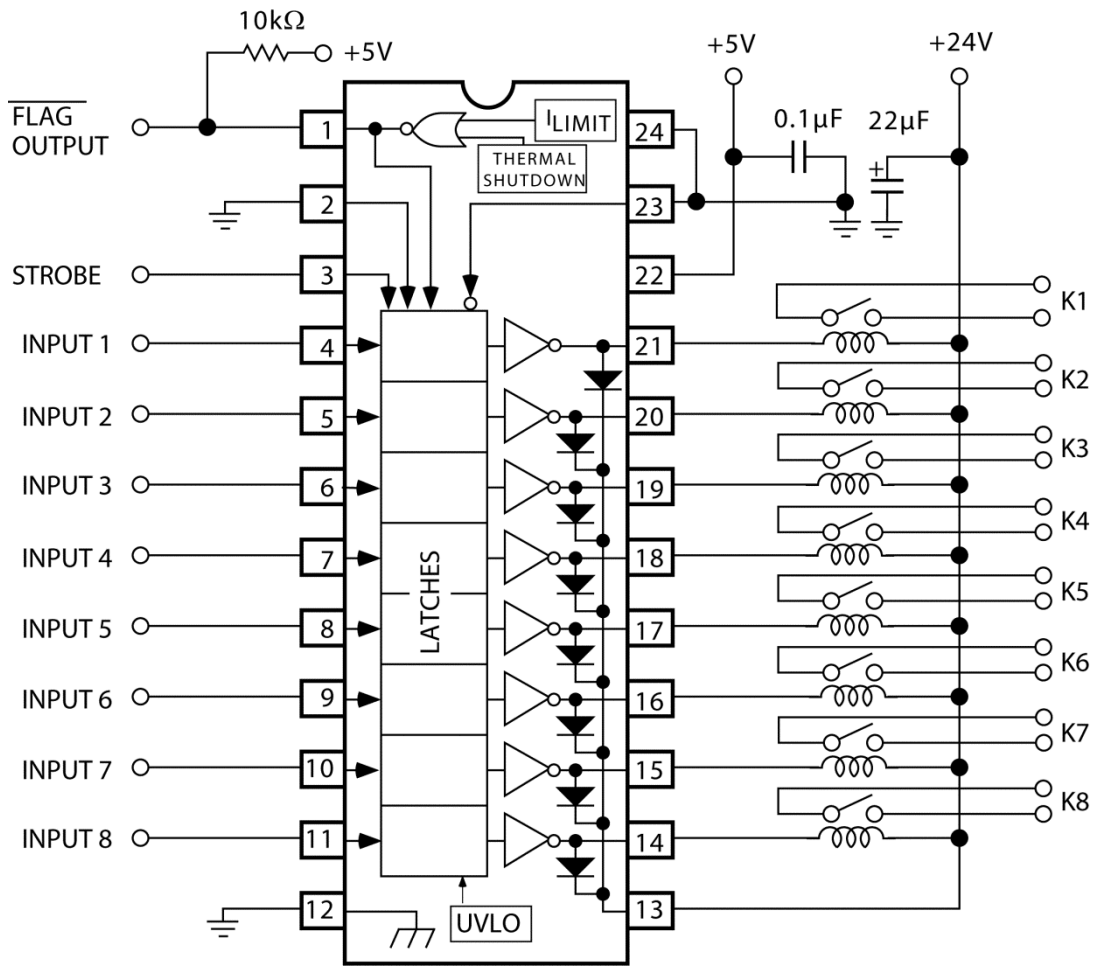 10kΩ
+5V
+5V
+24V
FLAG
OUTPUT
1
ILIMIT
THERMAL
SHUTDOWN
24
0.1µF
22µF
+
2
23
STROBE
3
22
INPUT 1
4
21
K1
INPUT 2
5
20
K2
INPUT 3
6
19
K3
INPUT 4
7
18
K4
LATCHES
INPUT 5
8
17
K5
INPUT 6
9
16
K6
INPUT 7
10
15
K7
INPUT 8
11
14
K8
12
UVLO
13